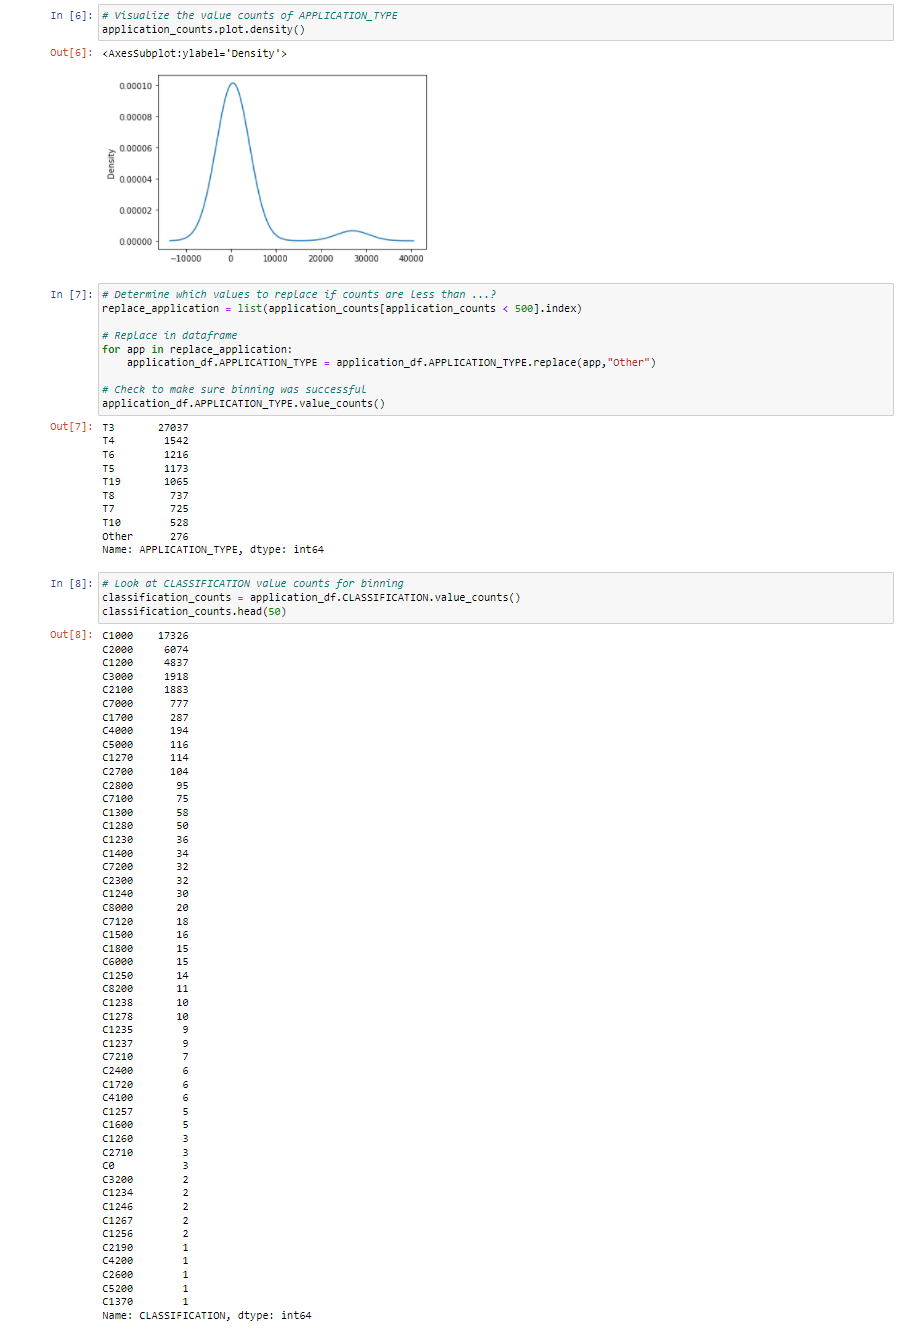 In [6]: # Visualize the value counts of APPLICATION_TYPE
application_counts.plot.density()
Out[6]: <AxesSubplot:ylabel='Density'>
0.00010
0.00008
0.00006
0.00004
0.00002
0.00000
Density
−10000 0 10000 20000 30000 40000
In [7]: # Determine which values to replace if counts are less than ...?
replace_application = list(application_counts[application_counts < 500].index)
# Replace in dataframe
for app in replace_application:
    application_df.APPLICATION_TYPE = application_df.APPLICATION_TYPE.replace(app,"Other")
# Check to make sure binning was successful
application_df.APPLICATION_TYPE.value_counts()
Out[7]: T3 27037
T4 1542
T6 1216
T5 1173
T19 1065
T8 737
T7 725
T10 528
Other 276
Name: APPLICATION_TYPE, dtype: int64
In [8]: # Look at CLASSIFICATION value counts for binning
classification_counts = application_df.CLASSIFICATION.value_counts()
classification_counts.head(50)
Out[8]: C1000 17326
C2000 6074
C1200 4837
C3000 1918
C2100 1883
C7000 777
C1700 287
C4000 194
C5000 116
C1270 114
C2700 104
C2800 95
C7100 75
C1300 58
C1280 50
C1230 36
C1400 34
C7200 32
C2300 32
C1240 30
C8000 20
C7120 18
C1500 16
C1800 15
C6000 15
C1250 14
C8200 11
C1238 10
C1278 10
C1235 9
C1237 9
C7210 7
C2400 6
C1720 6
C4100 6
C1257 5
C1600 5
C1260 3
C2710 3
C0 3
C3200 2
C1234 2
C1246 2
C1267 2
C1256 2
C2190 1
C4200 1
C2600 1
C5200 1
C1370 1
Name: CLASSIFICATION, dtype: int64